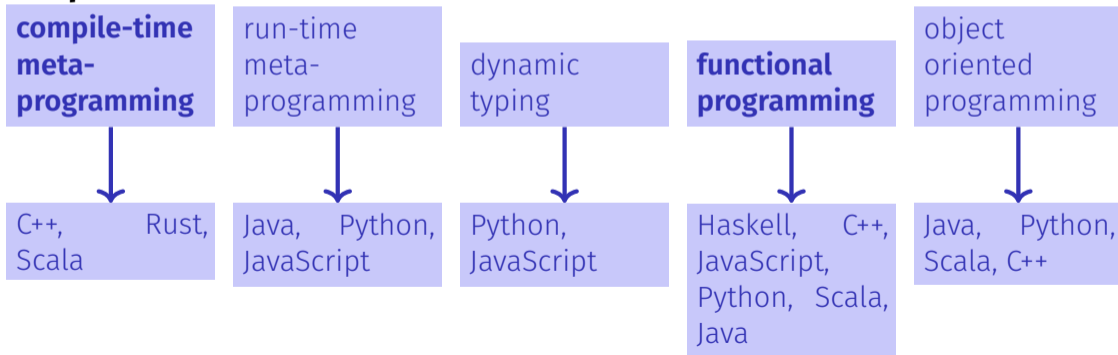 compile-time
meta-
programming
run-time
meta-
programming
dynamic
typing
functional
programming
object
oriented
programming
C++, Rust,
Scala
Java, Python,
JavaScript
Python,
JavaScript
Haskell, C++,
JavaScript,
Python, Scala,
Java
Java, Python,
Scala, C++